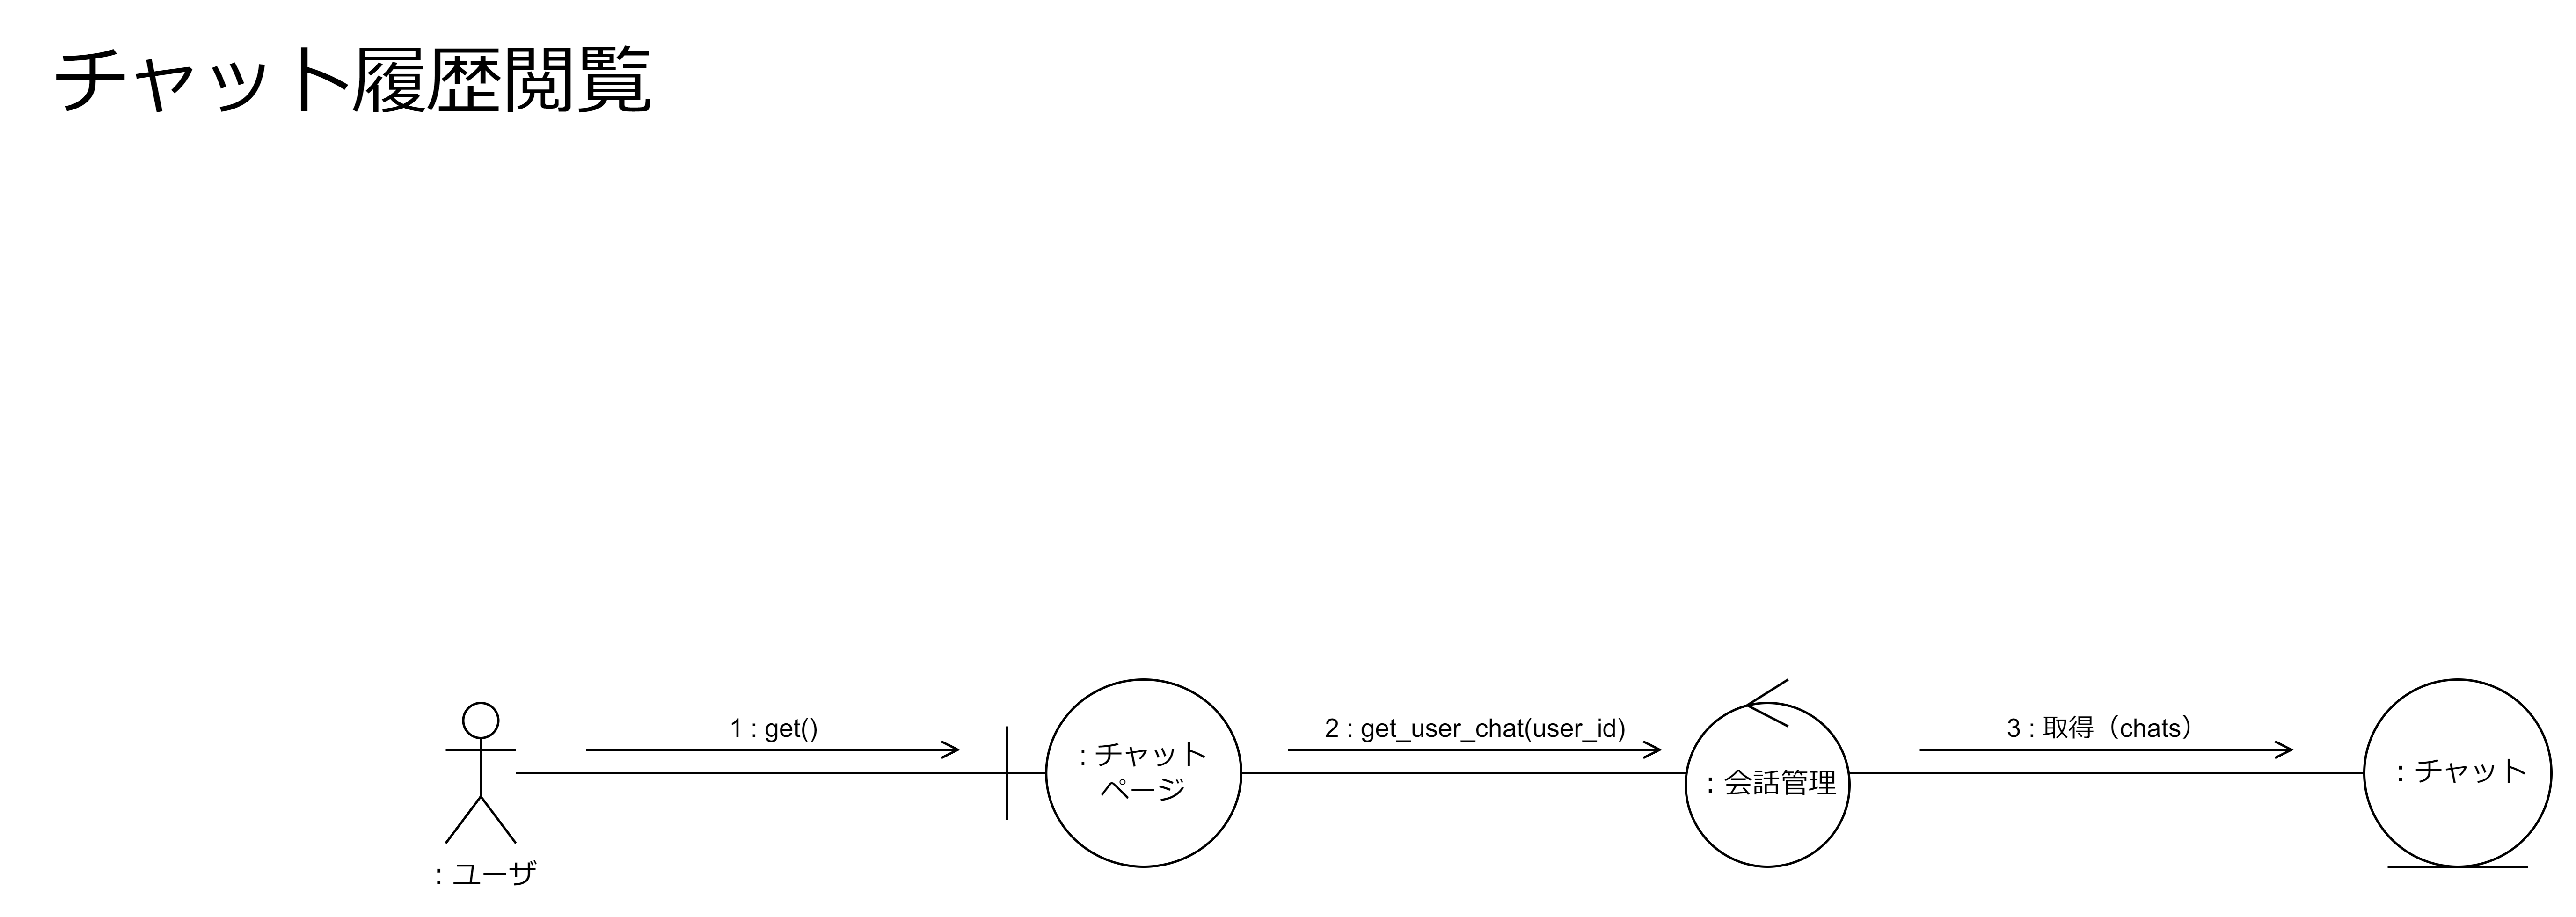 チャット履歴閲覧
1 : get()
2 : get_user_chat(user_id)
3 : 取得（chats）
: チャット
ページ
: 会話管理
: チャット
: ユーザ